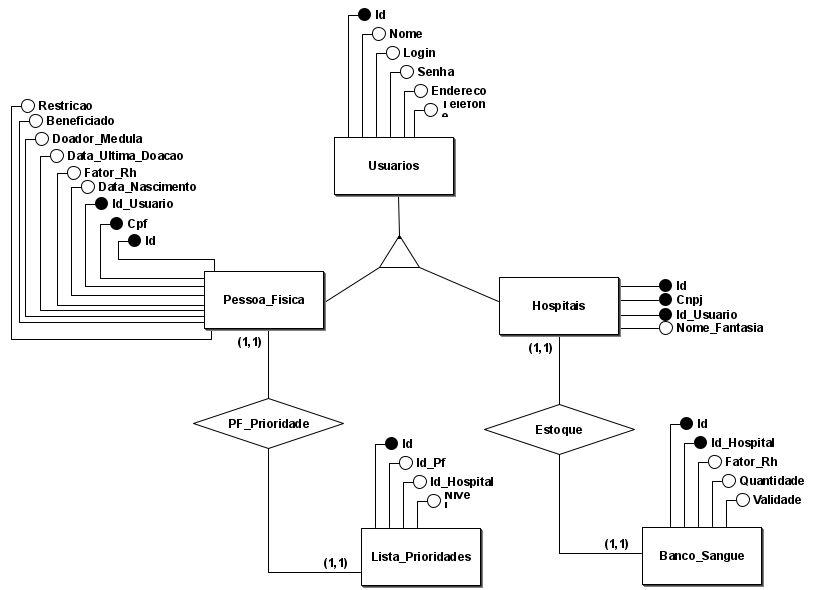 Id
Nome
Login
Senha
Endereco
Telefon
e
Usuarios
Restricao
Beneficiado
Doador_Medula
Data_Ultima_Doacao
Fator_Rh
Data_Nascimento
Id_Usuario
Cpf
Id
Pessoa_Fisica
(1,1)
Hospitais
Id
Cnpj
Id_Usuario
Nome_Fantasia
(1,1)
PF_Prioridade
Estoque
Id
Id_Pf
Id_Hospital
Nive
l
Lista_Prioridades
(1,1)
Id
Id_Hospital
Fator_Rh
Quantidade
Validade
Banco_Sangue
(1,1)